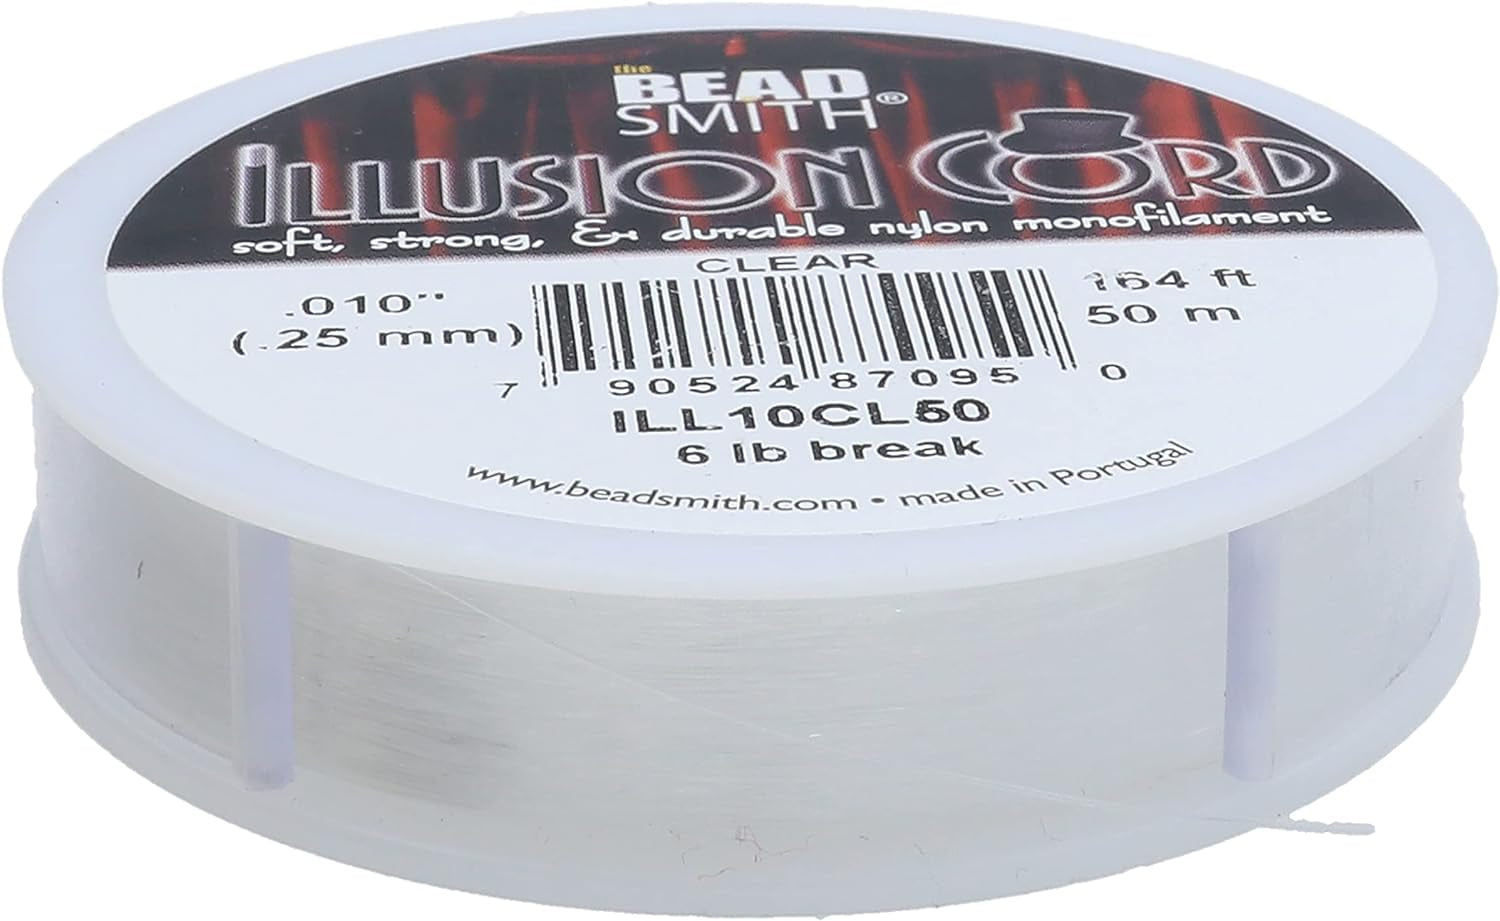 the
BEAD
SMITH®
ILLUSION CORD
soft, strong, & durable nylon monofilament
CLEAR
.010"
(.25 mm)
164 ft
50 m
7 90524 87095 0
ILL10CL50
6 lb break
www.beadsmith.com • made in Portugal